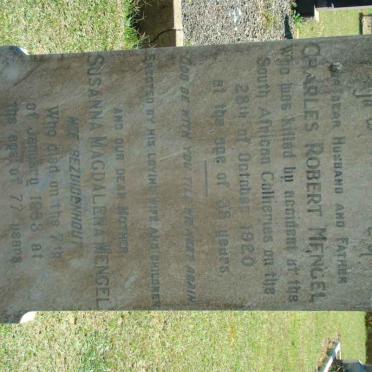 HUSBAND AND FATHER
CHARLES ROBERT MENGEL
Who was killed by accident at the
South African Collieries on the
28th of October 1920
at the age of 38 years.
GOD BE WITH YOU TILL WE MEET AGAIN
ERECTED BY HIS LOVING WIFE AND CHILDREN
AND OUR DEAR MOTHER
SUSANNA MAGDALENA MENGEL
NEE BEZUIDENHOUT
Who died on the 7th
of January 1963 at
the age of 77 years.